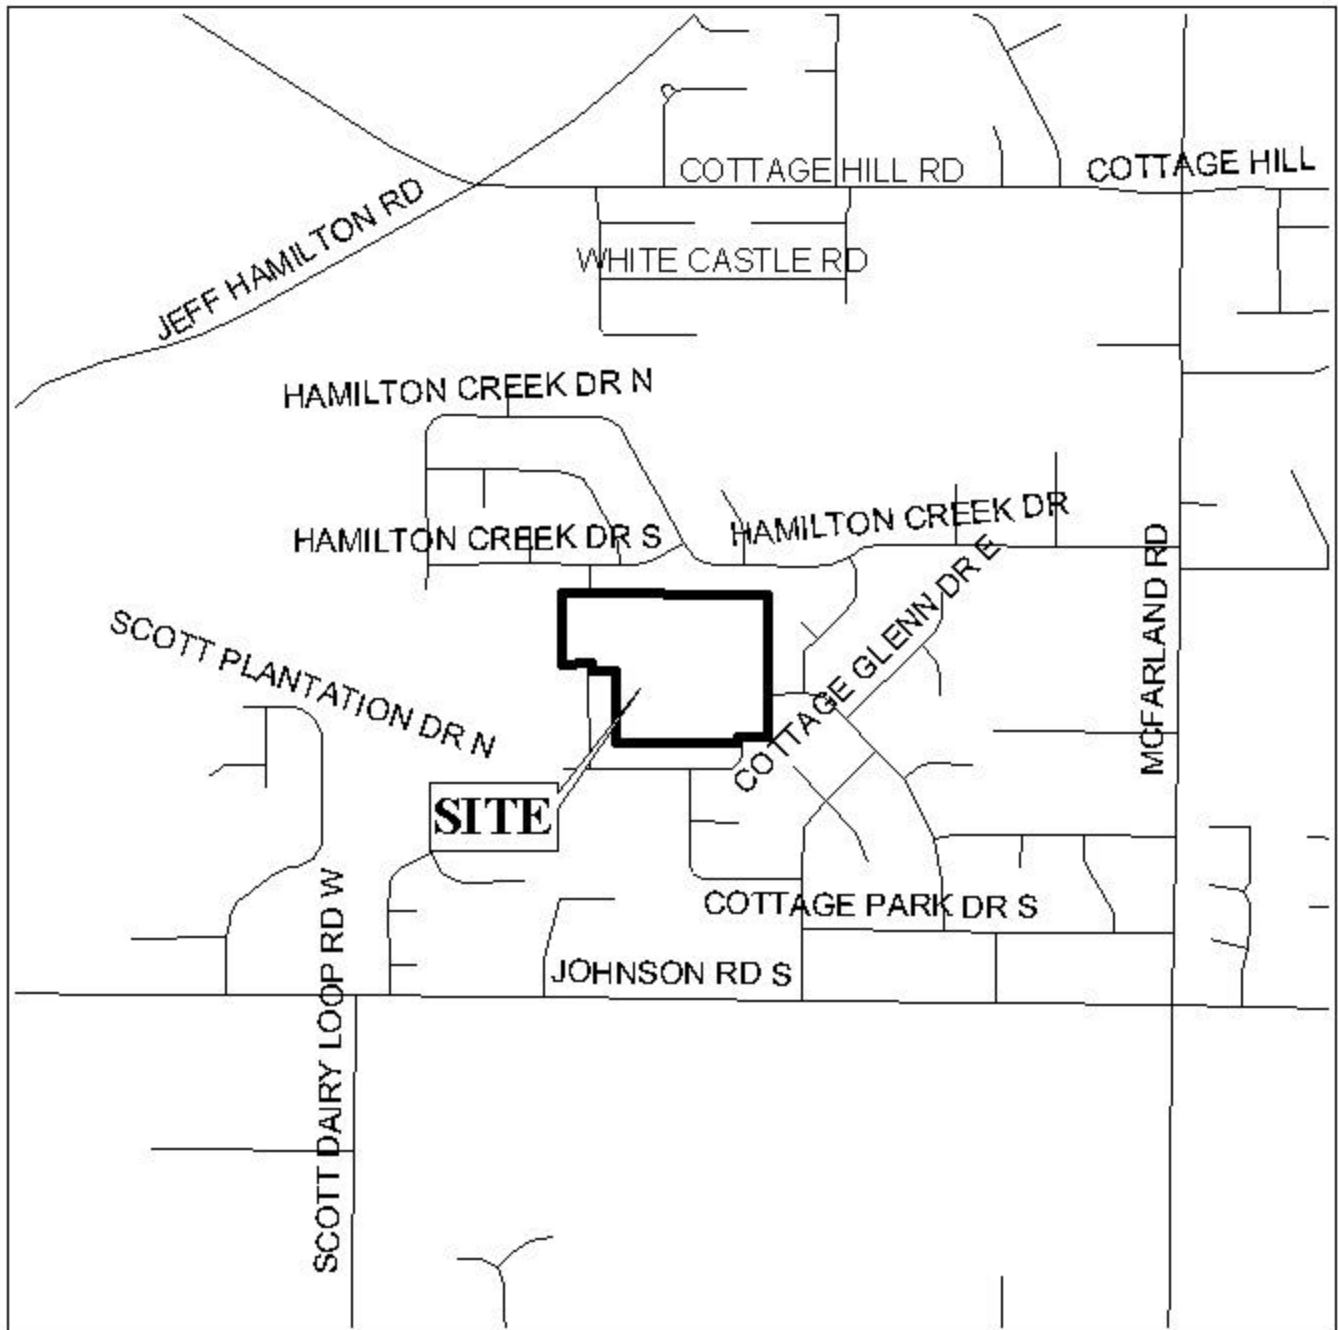 COTTAGE HILL RD
COTTAGE HILL
JEFF HAMILTON RD
WHITE CASTLE RD
HAMILTON CREEK DR N
HAMILTON CREEK DR S
HAMILTON CREEK DR
COTTAGE GLENN DR E
MCFARLAND RD
SCOTT PLANTATION DR N
SITE
COTTAGE PARK DR S
JOHNSON RD S
SCOTT DAIRY LOOP RD W